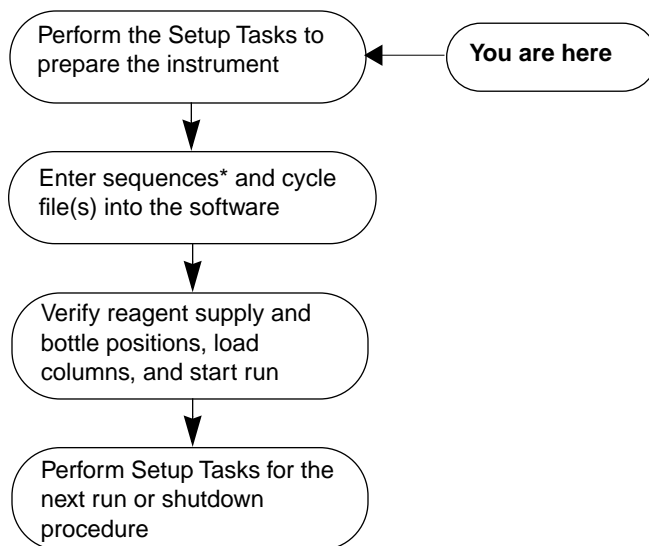 Perform the Setup Tasks to
prepare the instrument
You are here
Enter sequences* and cycle
file(s) into the software
Verify reagent supply and
bottle positions, load
columns, and start run
Perform Setup Tasks for the
next run or shutdown
procedure